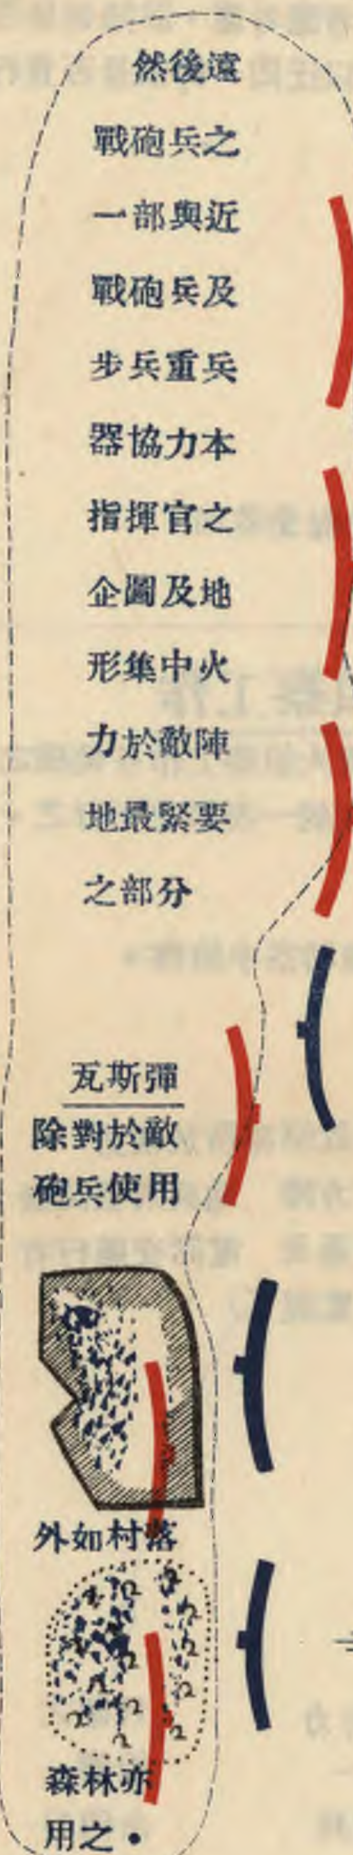 然後遠
戰砲兵之
一部與近
戰砲兵及
步兵重兵
器協力本
指揮官之
企圖及地
形集中火
力於敵陣
地最緊要
之部分
瓦斯彈
除對於敵
砲兵使用
外如村落
森林亦
用之•